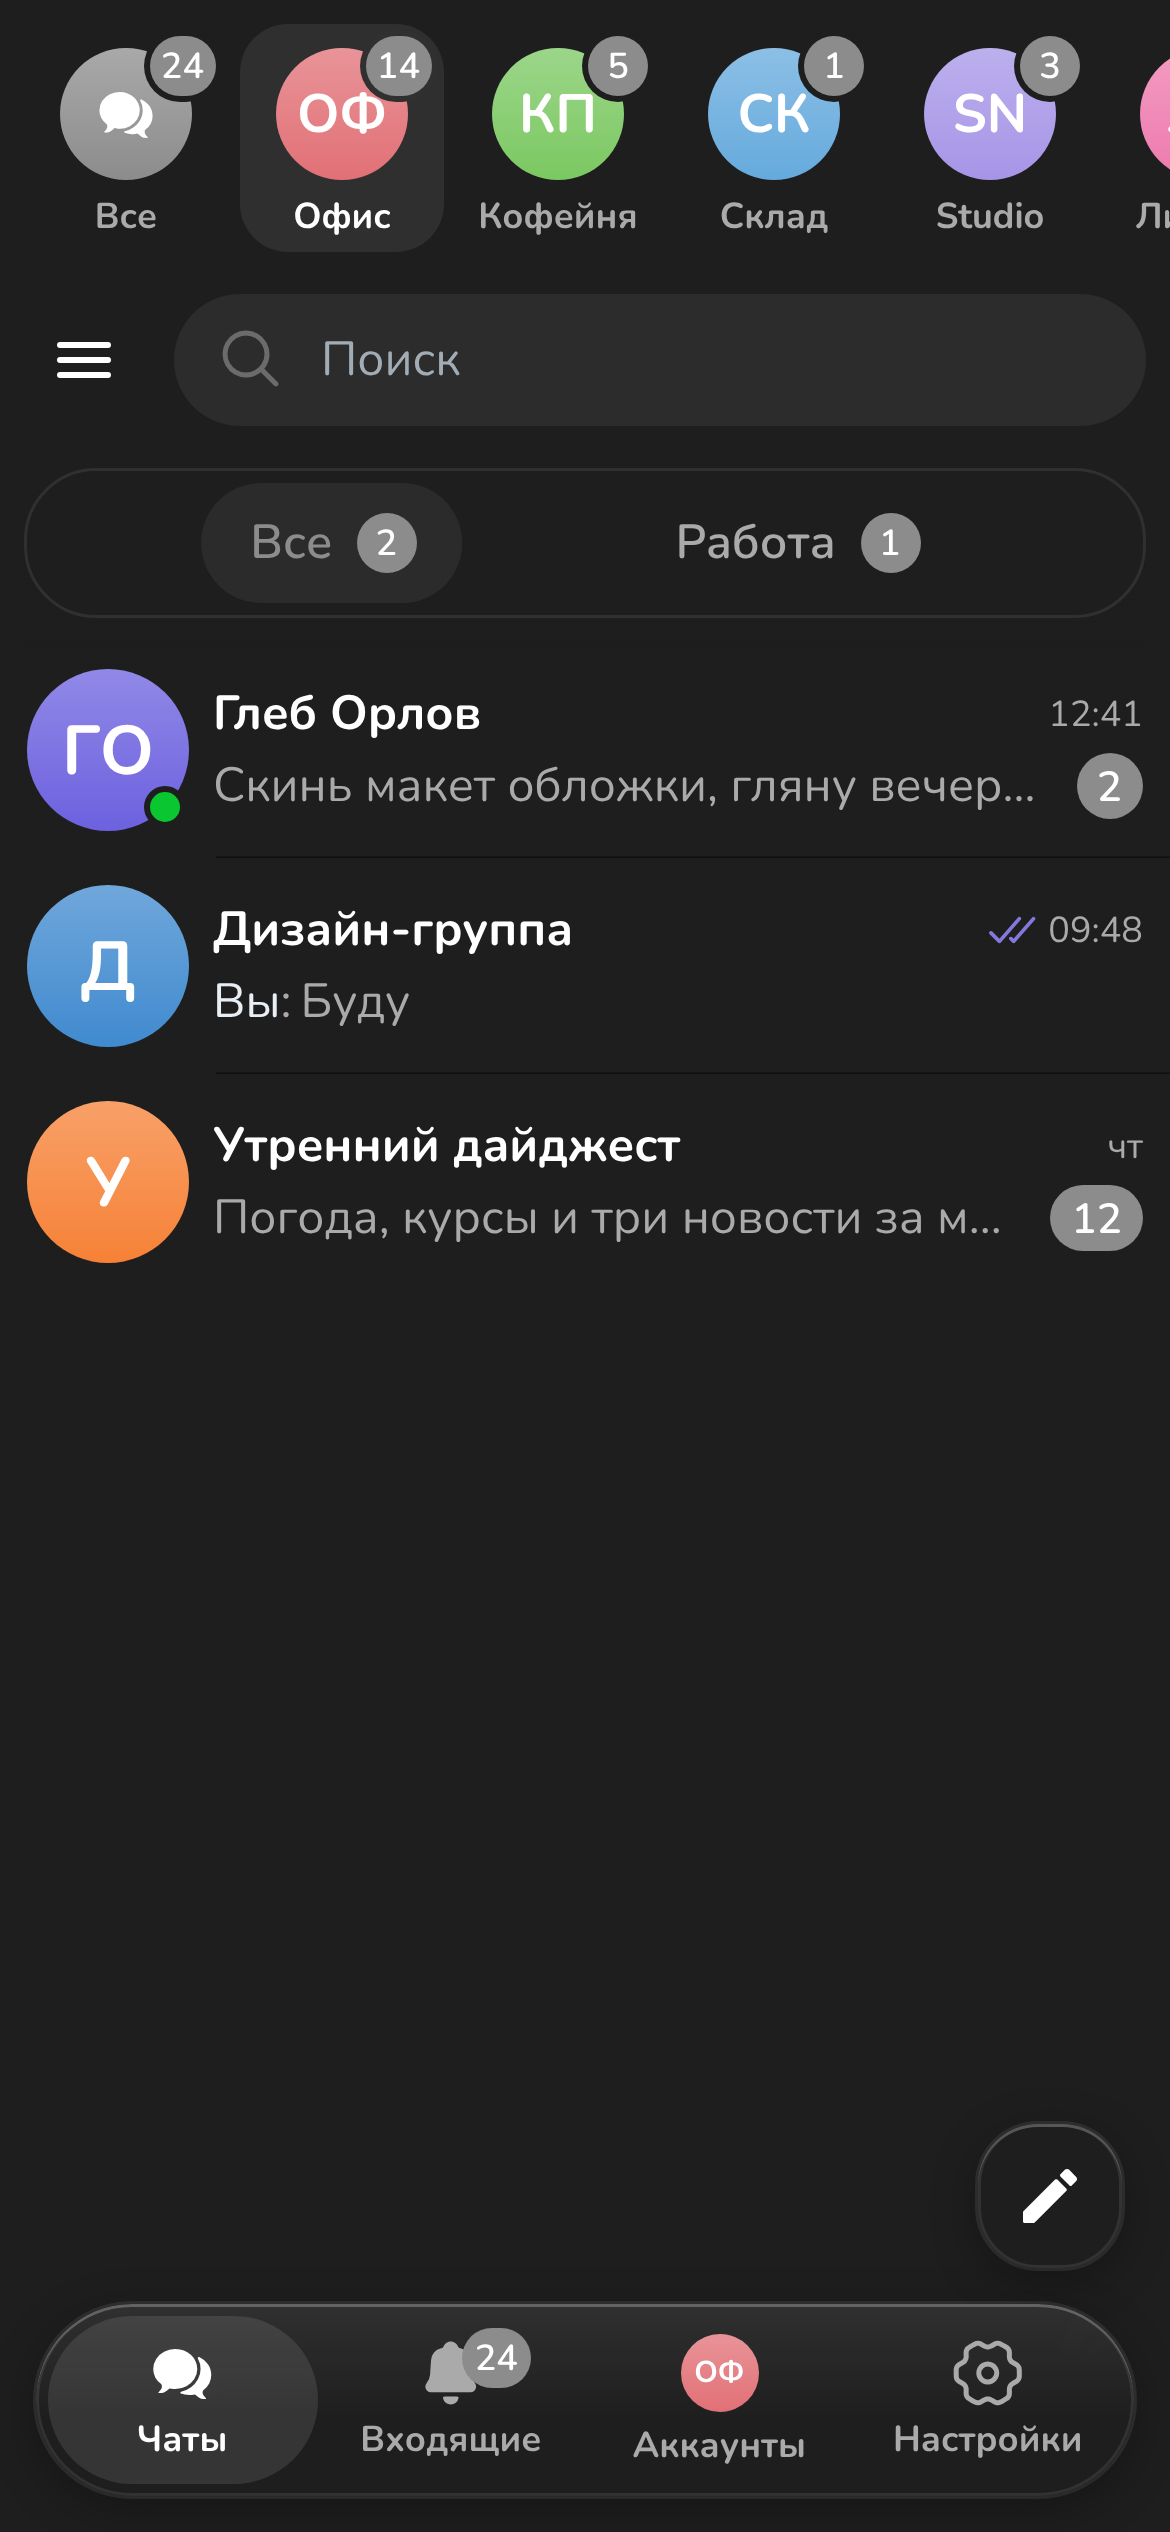 24
14
5
1
3
ОФ
КП
СК
SN
Все
Офис
Кофейня
Склад
Studio
Поиск
Все 2
Работа 1
ГО
Глеб Орлов
12:41
Скинь макет обложки, гляну вечер...
2
Д
Дизайн-группа
09:48
Вы: Буду
У
Утренний дайджест
чт
Погода, курсы и три новости за м...
12
24
ОФ
Чаты
Входящие
Аккаунты
Настройки